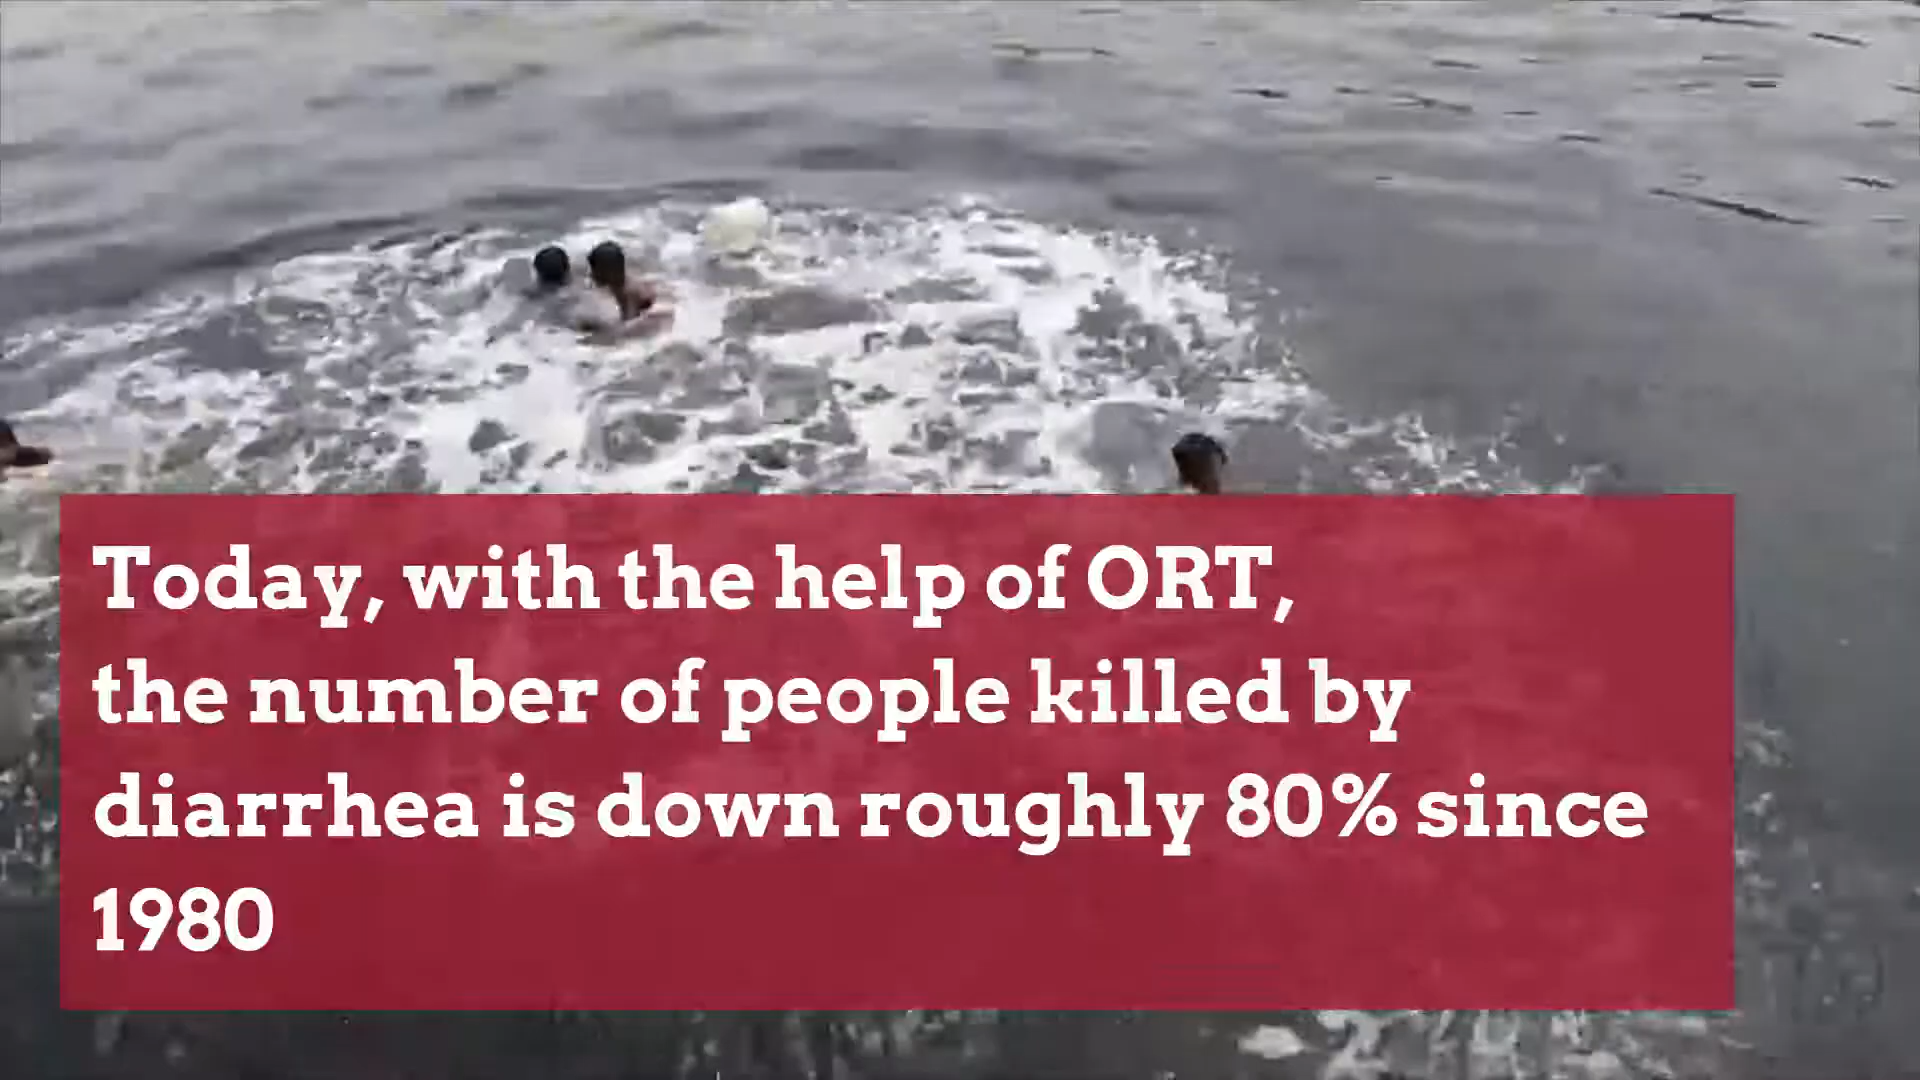 Today, with the help of ORT,
the number of people killed by
diarrhea is down roughly 80% since
1980